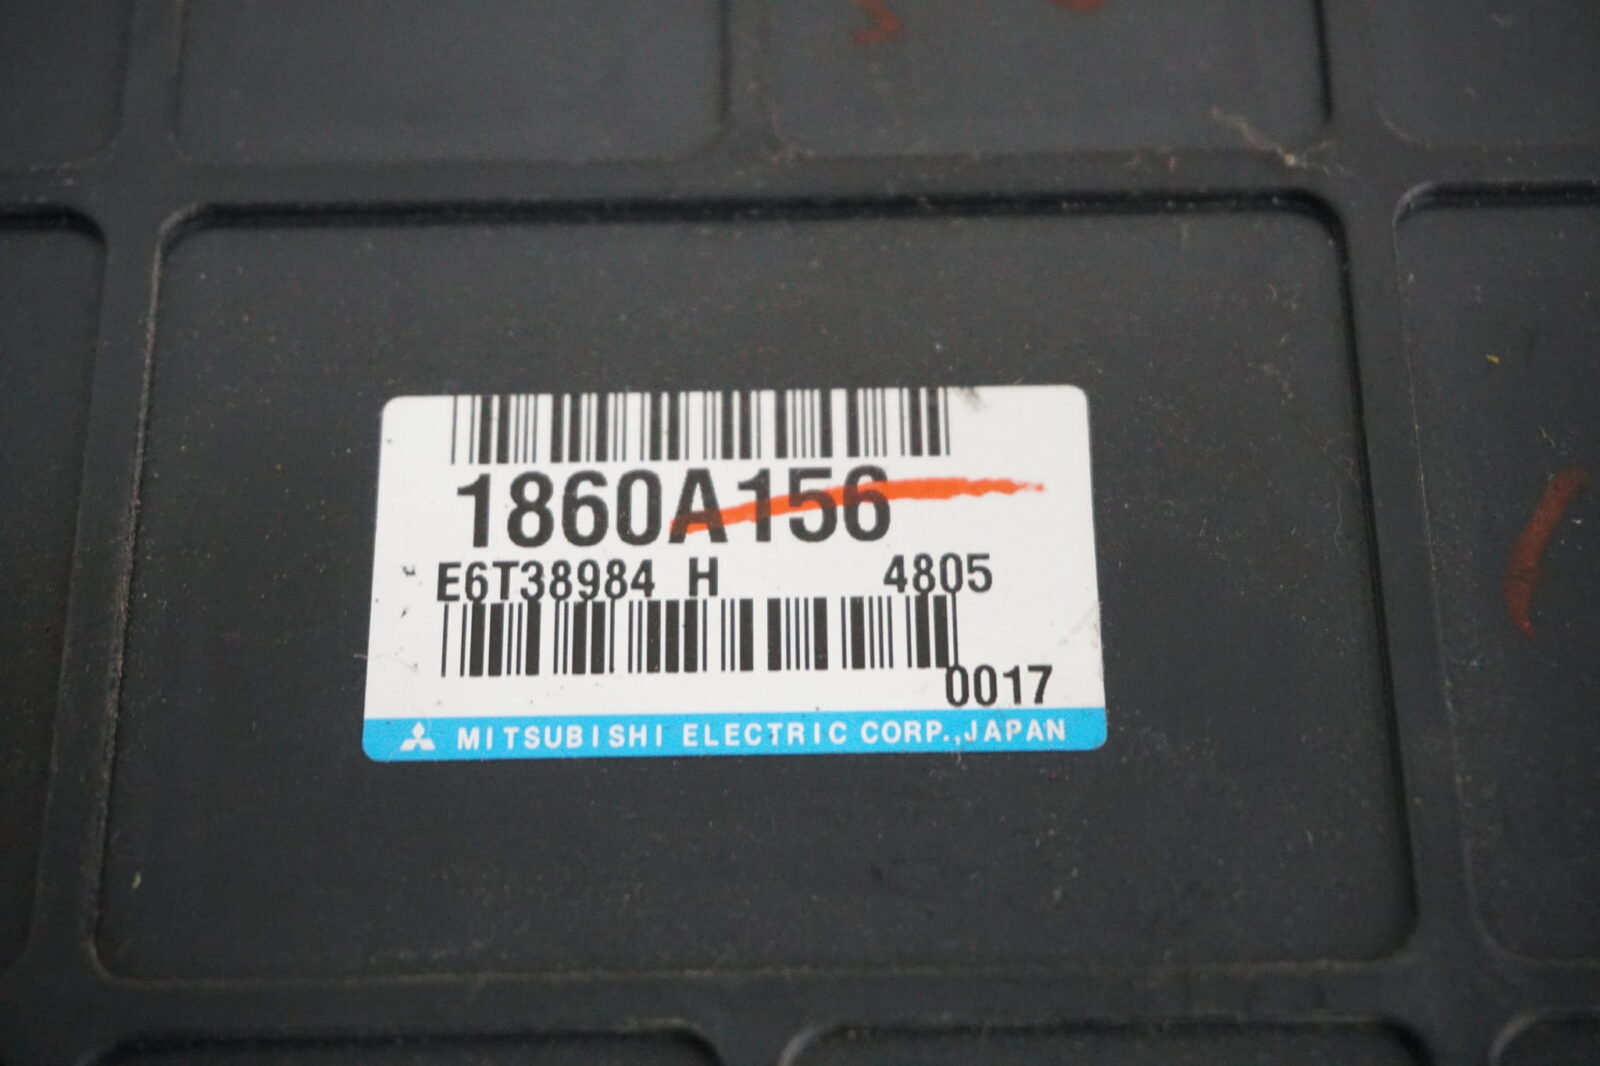 1860A156
E6T38984 H 4805
0017
MITSUBISHI ELECTRIC CORP.,JAPAN